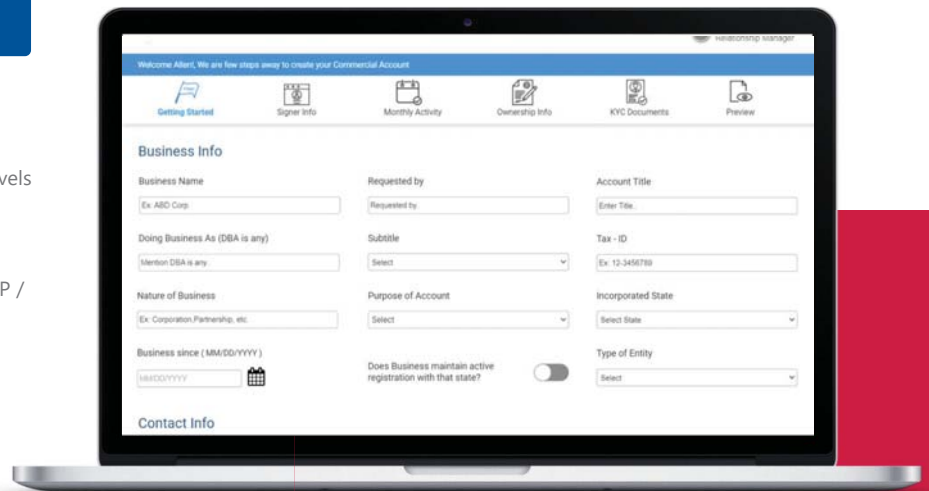 vels
P /
Relationship Manager
Welcome Allent, We are few steps away to create your Commercial Account
Getting Started Signer Info Monthly Activity Ownership Info KYC Documents Preview
Business Info
Business Name Requested by Account Title
Ex: ABD Corp Requested by Enter Title.
Doing Business As (DBA is any) Subtitle Tax - ID
Mention DBA is any Select Ex: 12-3456789
Nature of Business Purpose of Account Incorporated State
Ex: Corporation,Partnership, etc. Select Select State
Business since ( MM/DD/YYYY ) Does Business maintain active registration with that state? Type of Entity
MM/DD/YYYY Select
Contact Info